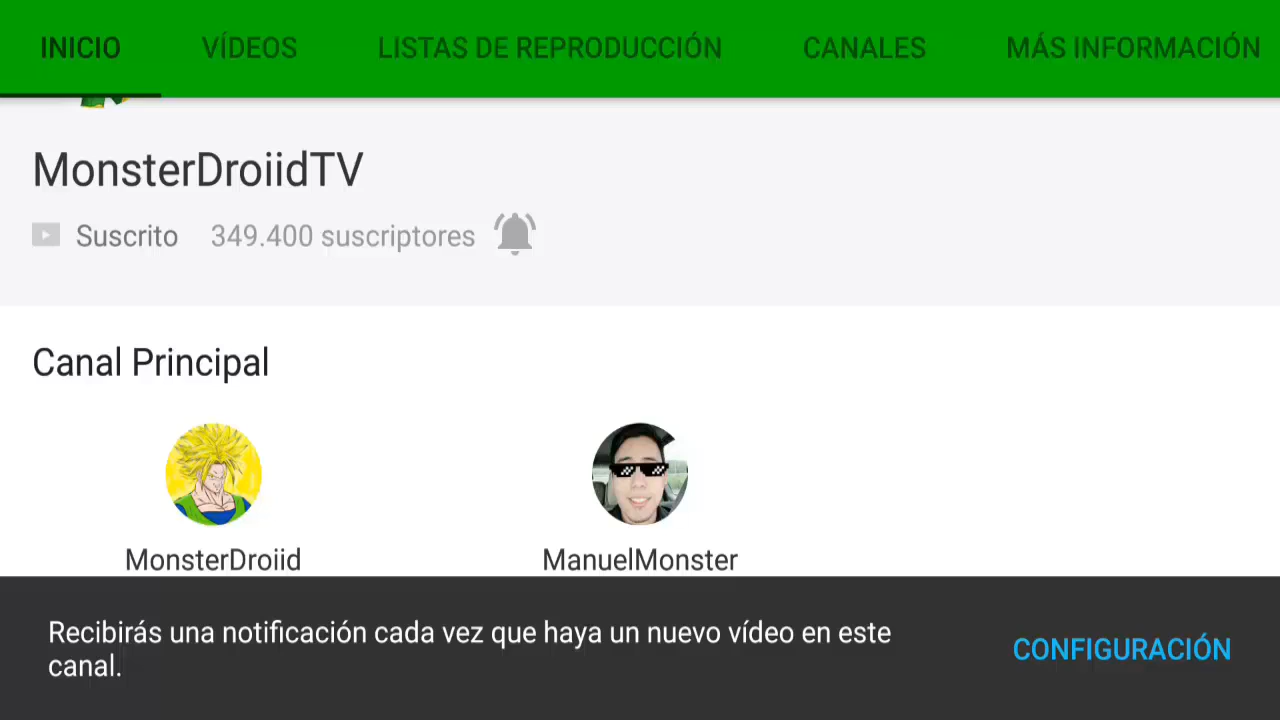 INICIO VÍDEOS LISTAS DE REPRODUCCIÓN CANALES MÁS INFORMACIÓN
MonsterDroiidTV
Suscrito 349.400 suscriptores
Canal Principal
MonsterDroiid ManuelMonster
Recibirás una notificación cada vez que haya un nuevo vídeo en este
canal.
CONFIGURACIÓN